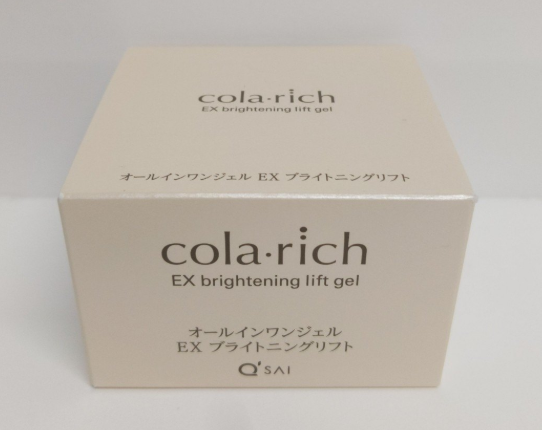 cola·rich
EX brightening lift gel
オールインワンジェル EX ブライトニングリフト
cola·rich
EX brightening lift gel
オールインワンジェル
EX ブライトニングリフト
Q'SAI